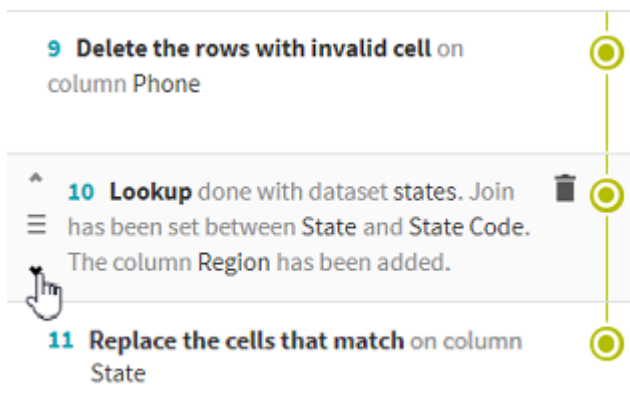 9 Delete the rows with invalid cell on
column Phone
10 Lookup done with dataset states. Join
has been set between State and State Code.
The column Region has been added.
11 Replace the cells that match on column
State